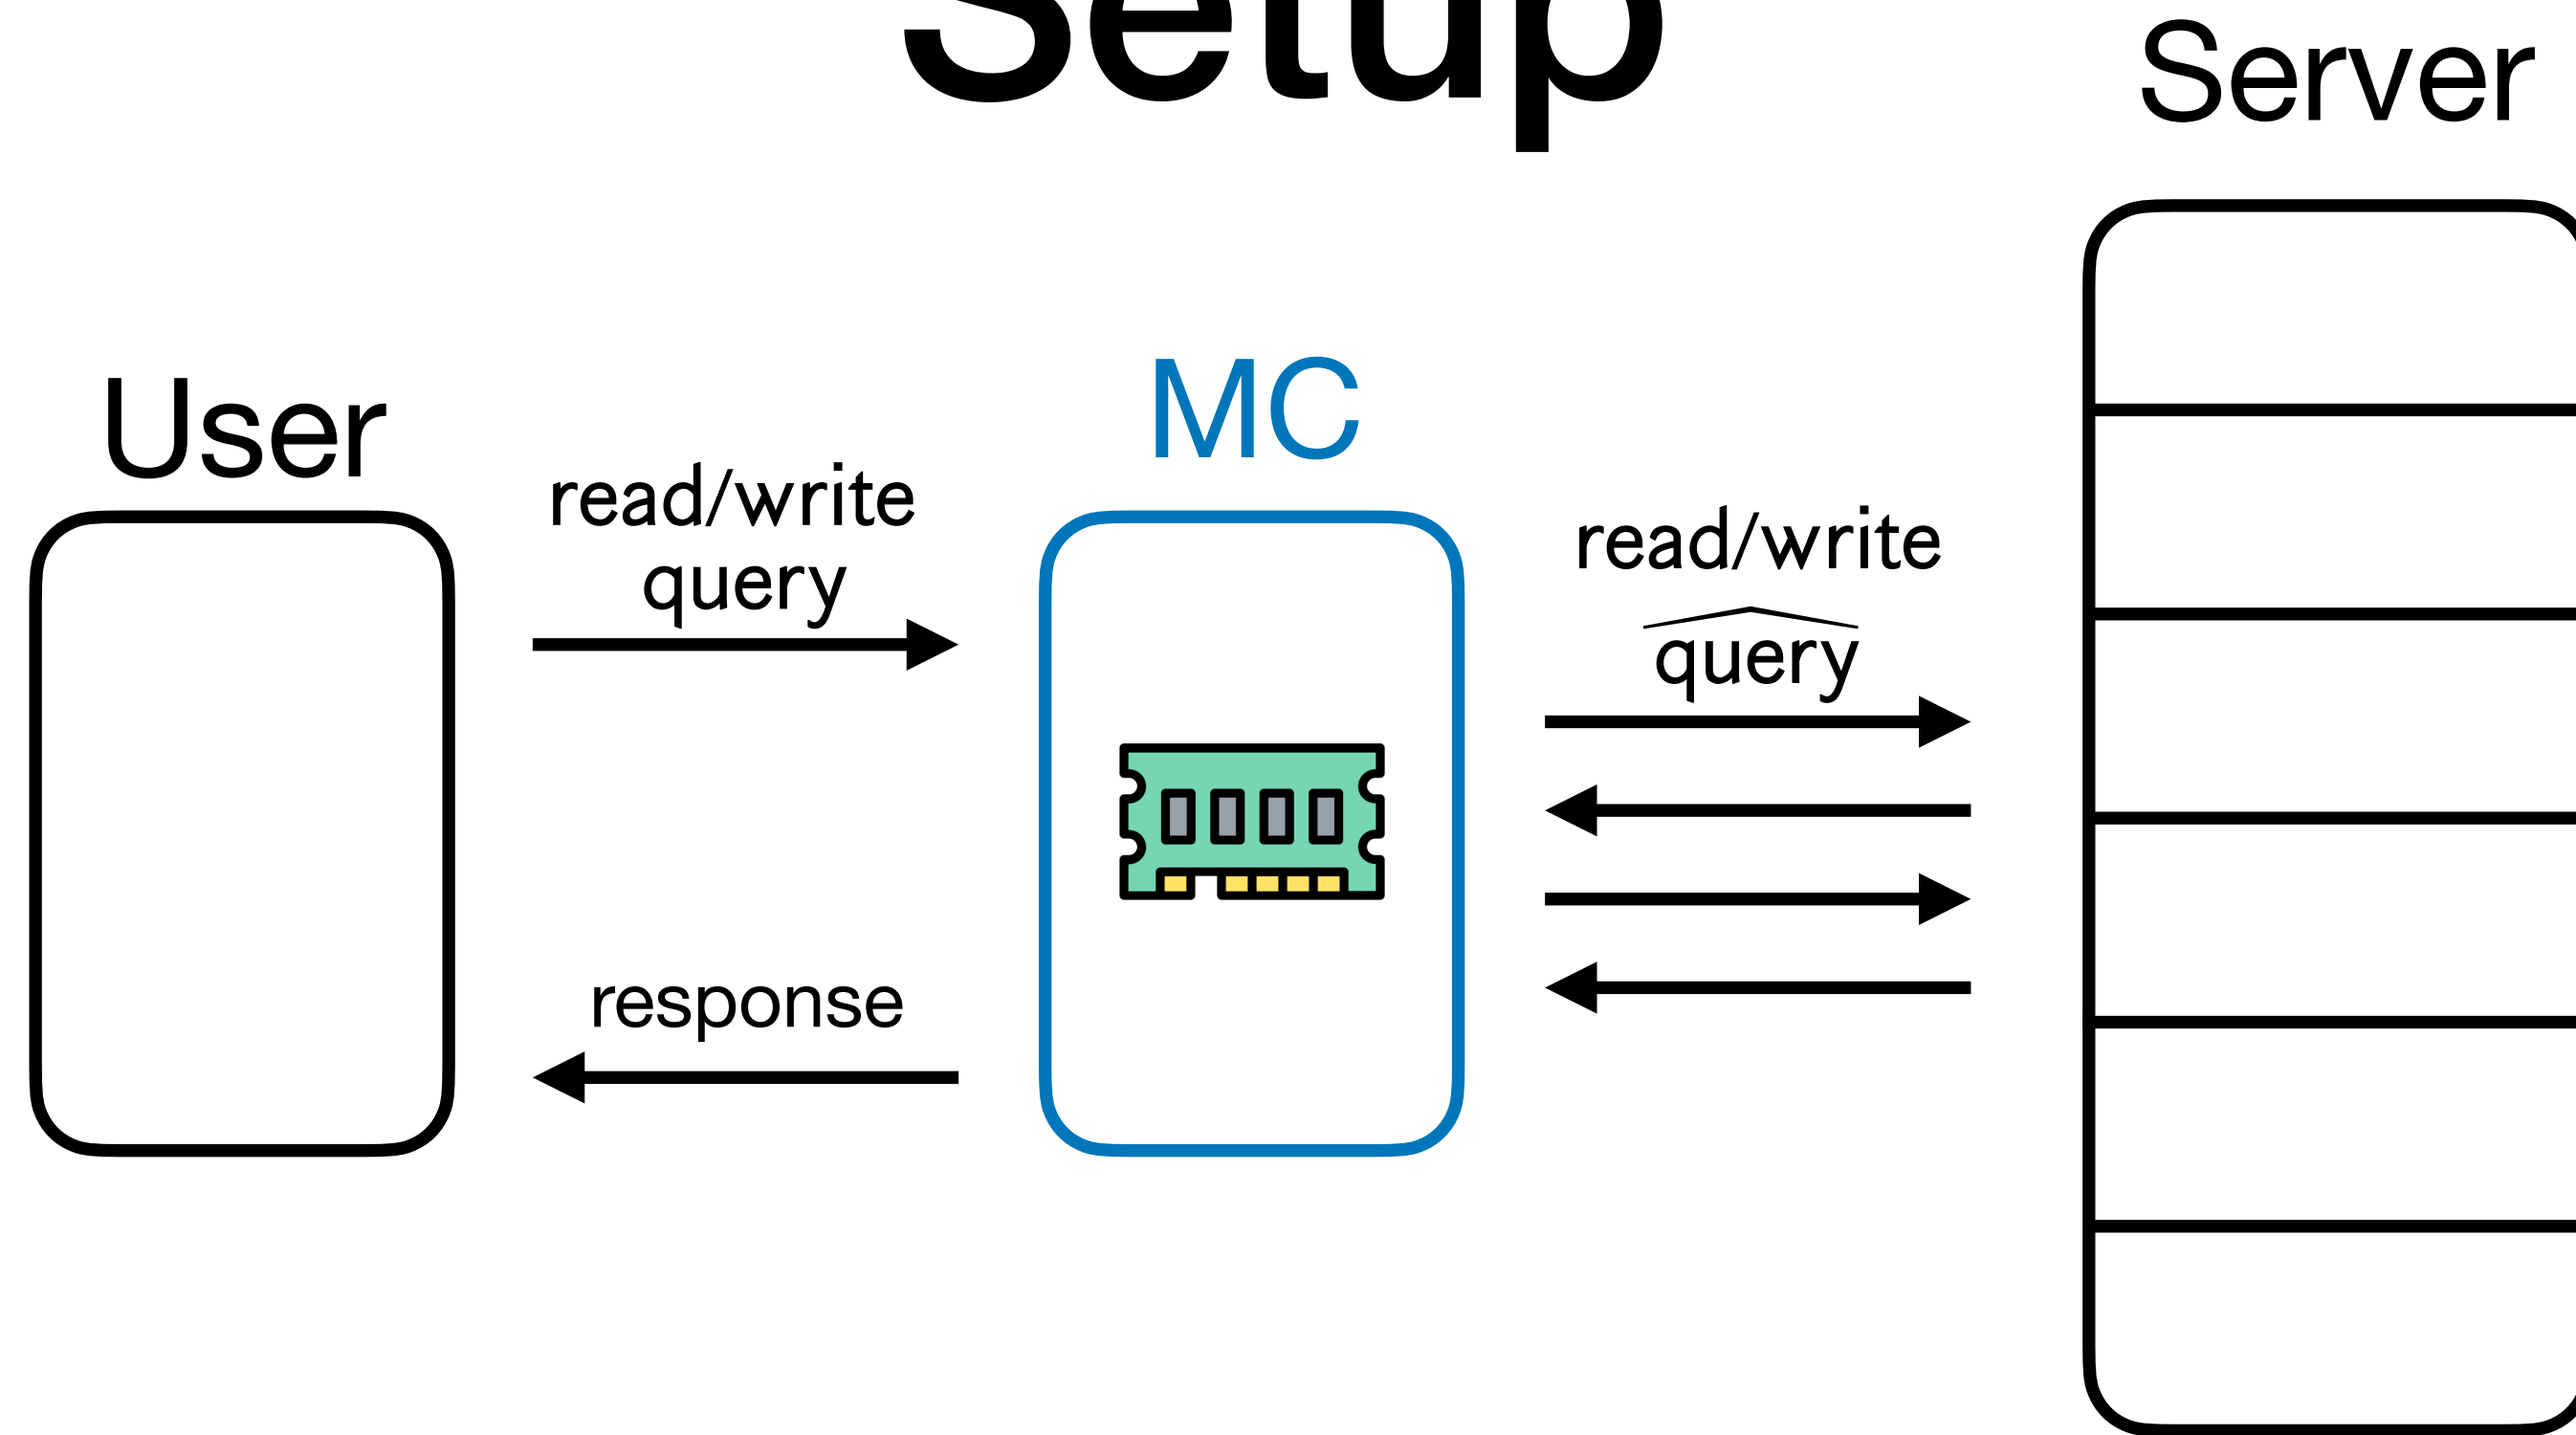 Setup
Server
User
MC
read/write
query
read/write
query
response